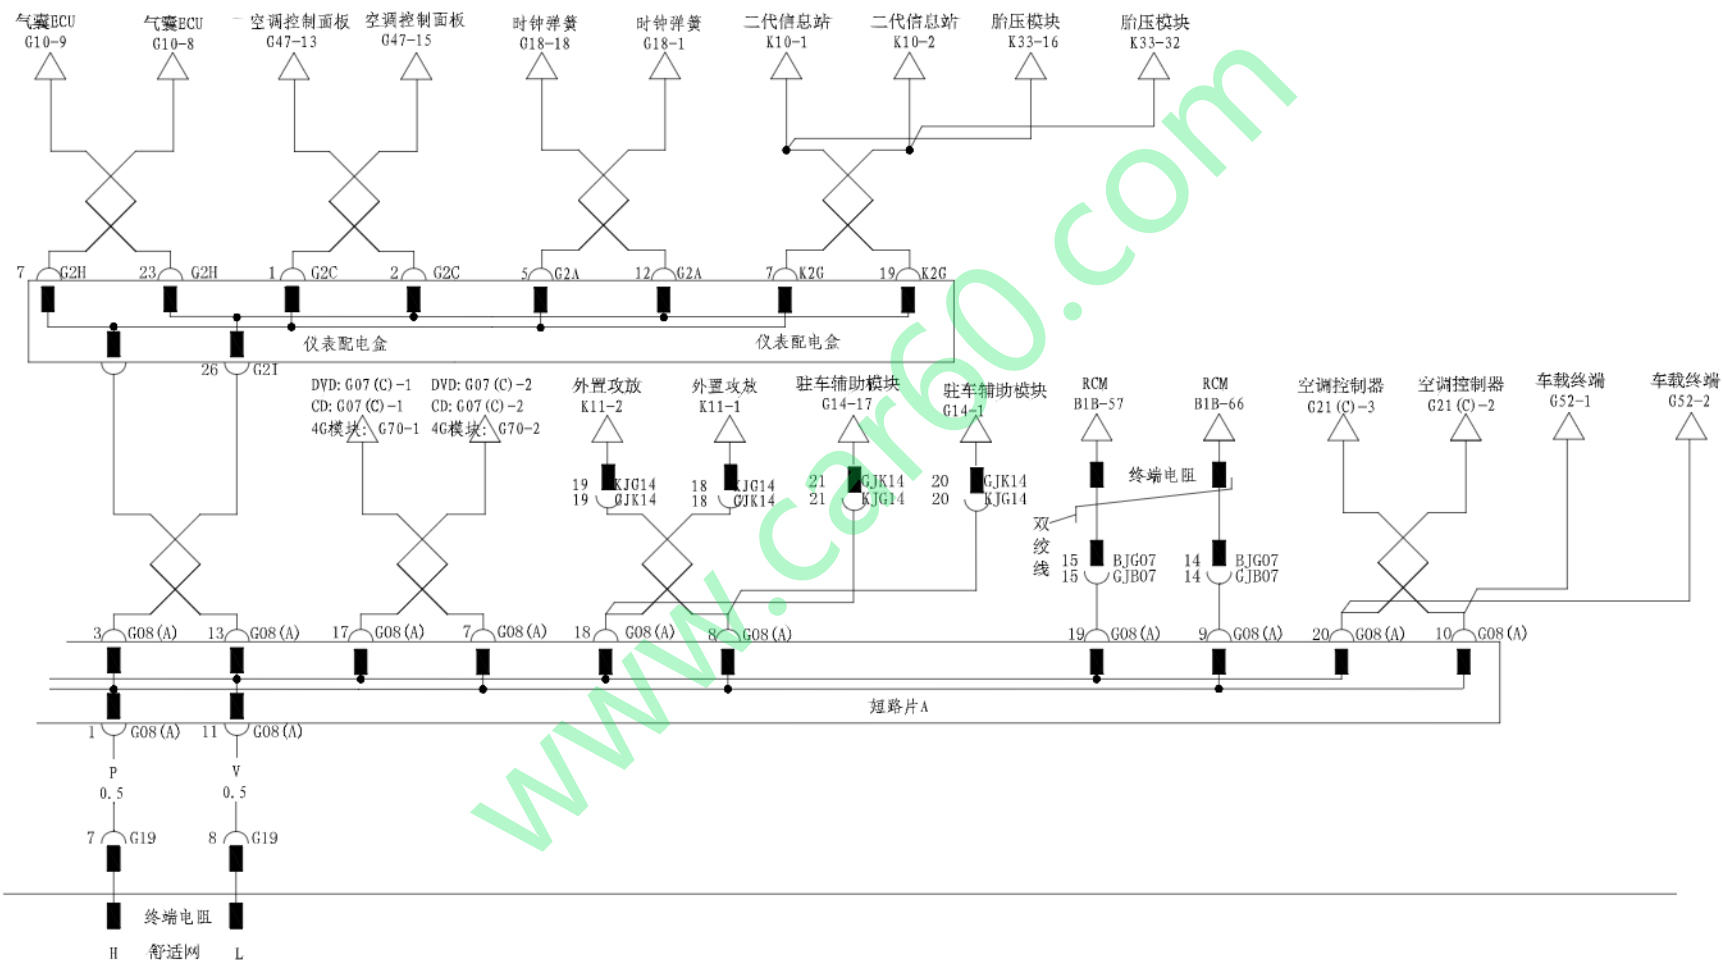 气囊ECU 气囊ECU 空调控制面板 空调控制面板 时钟弹簧 时钟弹簧 二代信息站 二代信息站 胎压模块 胎压模块
G10-9 G10-8 G47-13 G47-15 G18-18 G18-1 K10-1 K10-2 K33-16 K33-32
7 G2H 23 G2H 1 G2C 2 G2C 5 G2A 12 G2A 7 K2G 19 K2G
仪表配电盒 仪表配电盒
26 G2I
DVD: G07(C)-1 DVD: G07(C)-2 外置功放 外置功放 驻车辅助模块 驻车辅助模块 RCM RCM 空调控制器 空调控制器 车载终端 车载终端
CD: G07(C)-1 CD: G07(C)-2 K11-2 K11-1 G14-17 G14-1 B1B-57 B1B-66 G21(C)-3 G21(C)-2 G52-1 G52-2
4G模块: G70-1 4G模块: G70-2
终端电阻
19 KJG14 18 KJG14 21 GJK14 20 GJK14
19 GJK14 18 GJK14 21 KJG14 20 KJG14
双绞线
15 BJG07 14 BJG07
15 GJB07 14 GJB07
3 G08(A) 13 G08(A) 17 G08(A) 7 G08(A) 18 G08(A) 8 G08(A) 19 G08(A) 9 G08(A) 20 G08(A) 10 G08(A)
短路片A
1 G08(A) 11 G08(A)
P V
0.5 0.5
7 G19 8 G19
终端电阻
H 舒适网 L
www.car60.com